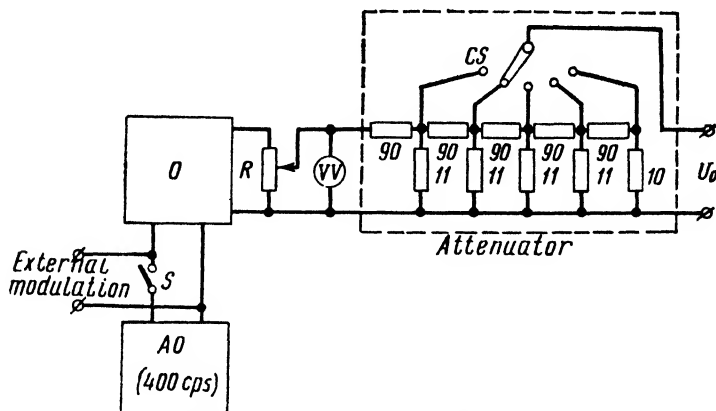 CS
O
R
VV
90
90
90
90
90
11
11
11
11
10
U₀
Attenuator
External
modulation
S
AO
(400 cps)